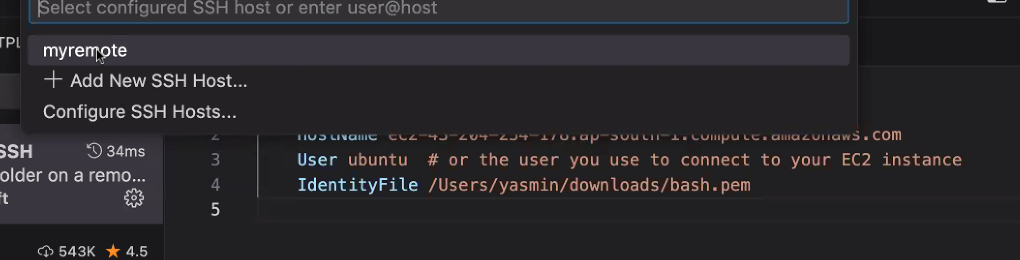 Select configured SSH host or enter user@host
myremote
+ Add New SSH Host...
Configure SSH Hosts...
2 HostName ec2-43-204-234-178.ap-south-1.compute.amazonaws.com
SSH 34ms
3 User ubuntu # or the user you use to connect to your EC2 instance
older on a remo...
4 IdentityFile /Users/yasmin/downloads/bash.pem
ft
5
543K ★ 4.5